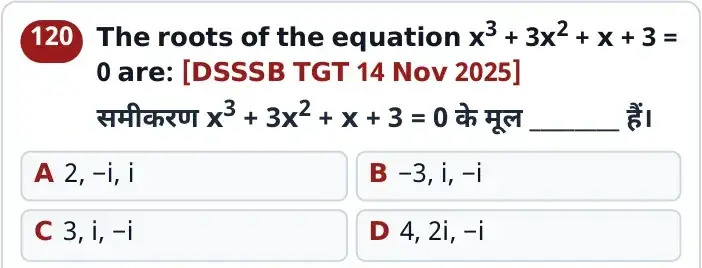 120 The roots of the equation x³ + 3x² + x + 3 =
0 are: [DSSSB TGT 14 Nov 2025]
समीकरण x³ + 3x² + x + 3 = 0 के मूल _______ हैं।
A 2, −i, i
B −3, i, −i
C 3, i, −i
D 4, 2i, −i